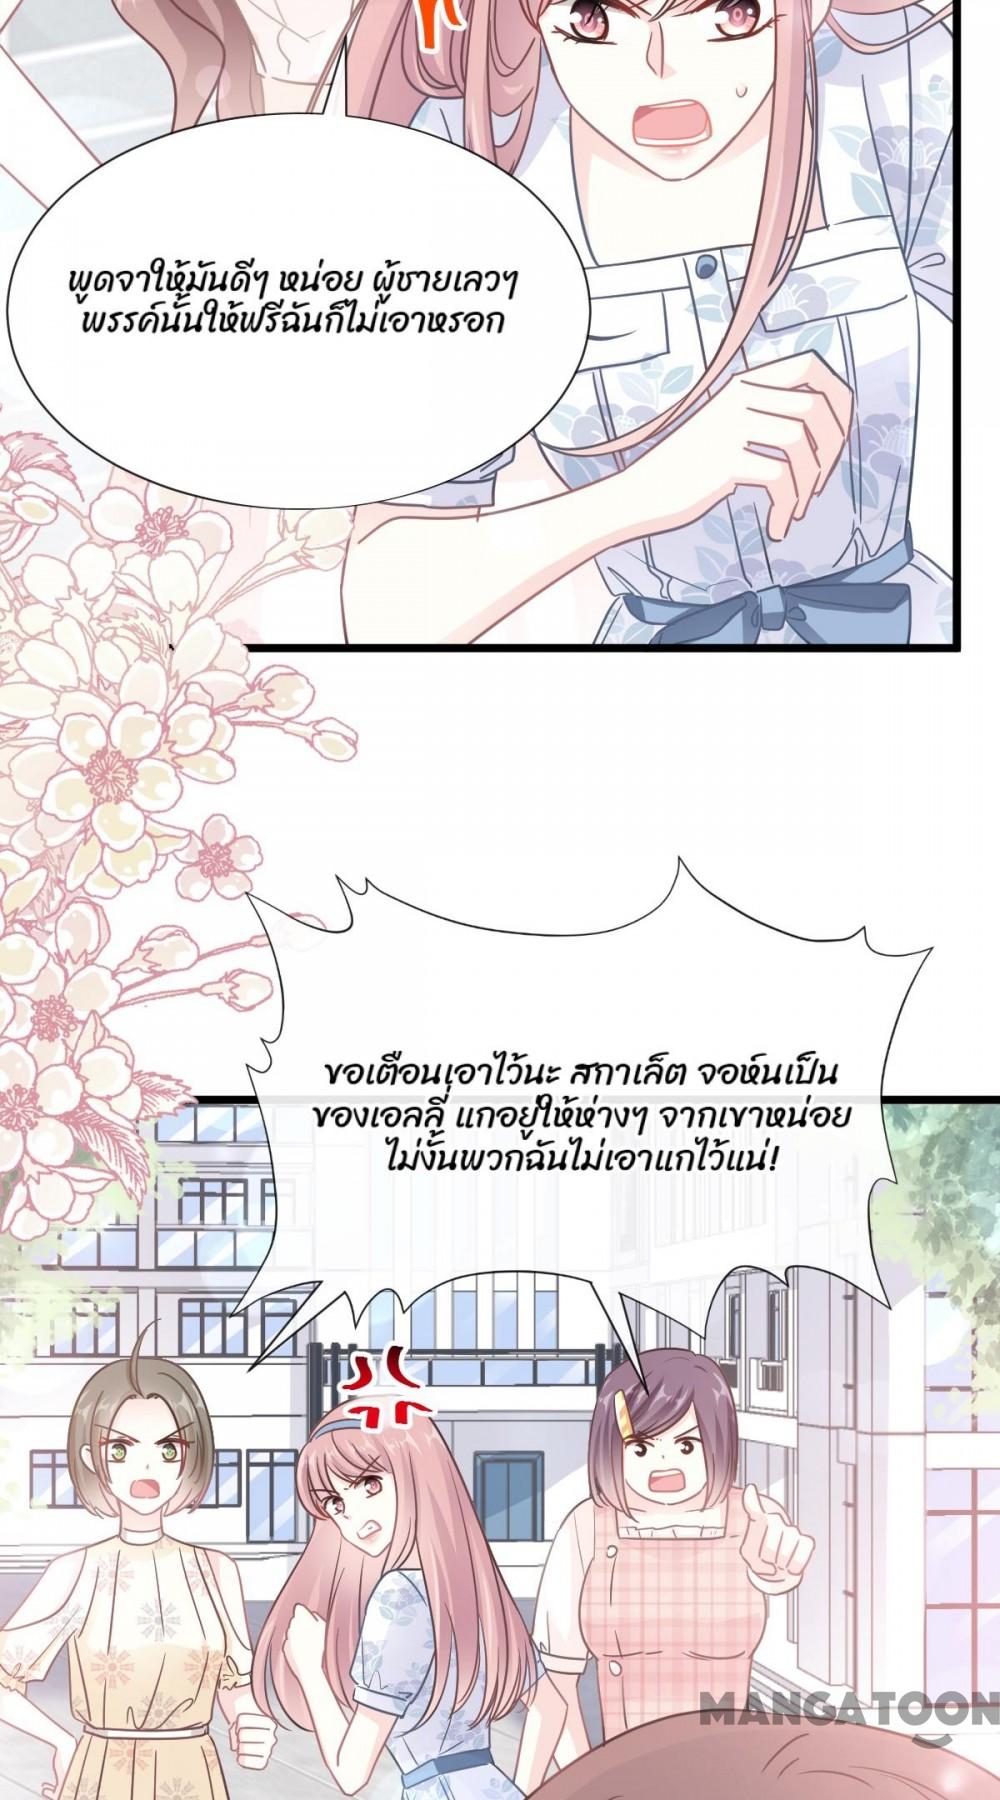 พูดจาให้มันดีๆ หน่อย ผู้ชายเลวๆ
พรรค์นั้นให้ฟรีฉันก็ไม่เอาหรอก
ขอเตือนเอาไว้นะ สกาเล็ต จอห์นเป็น
ของเอลลี่ แกอยู่ให้ห่างๆ จากเขาหน่อย
ไม่งั้นพวกฉันไม่เอาแกไว้แน่!
MANGATOON